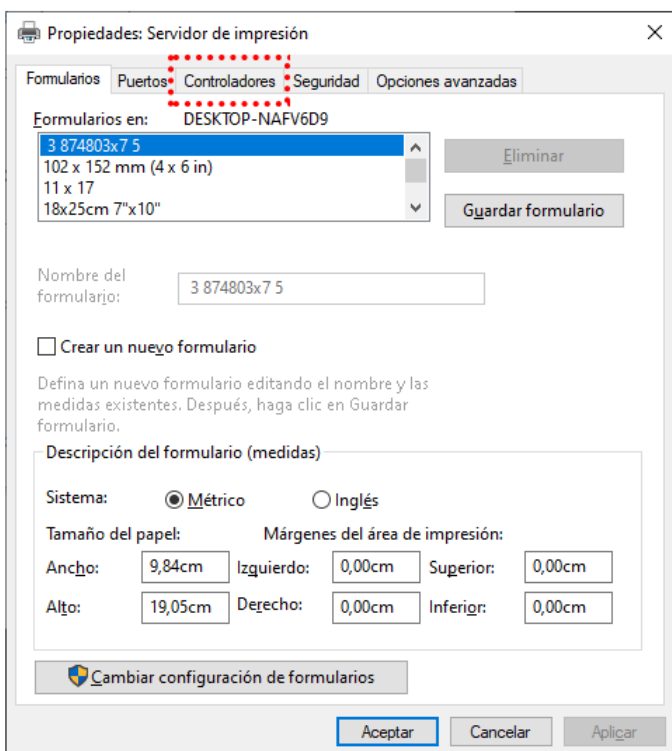 Propiedades: Servidor de impresión
Formularios Puertos Controladores Seguridad Opciones avanzadas
Formularios en: DESKTOP-NAFV6D9
3 874803x7 5
102 x 152 mm (4 x 6 in)
11 x 17
18x25cm 7"x10"
Eliminar
Guardar formulario
Nombre del
formulario:
3 874803x7 5
Crear un nuevo formulario
Defina un nuevo formulario editando el nombre y las
medidas existentes. Después, haga clic en Guardar
formulario.
Descripción del formulario (medidas)
Sistema: Métrico Inglés
Tamaño del papel: Márgenes del área de impresión:
Ancho: 9,84cm Izquierdo: 0,00cm Superior: 0,00cm
Alto: 19,05cm Derecho: 0,00cm Inferior: 0,00cm
Cambiar configuración de formularios
Aceptar Cancelar Aplicar